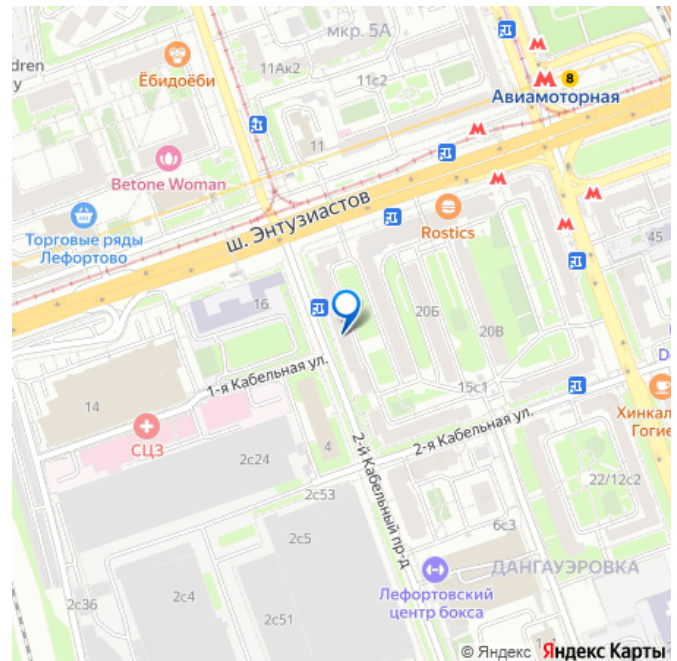 мкр. 5А
dren
y
Ёбидоёби
11Ак2
11с2
8
Авиамоторная
11
Betone Woman
ш. Энтузиастов
Rostics
Торговые ряды
Лефортово
45
16
20Б
20В
1-я Кабельная ул.
15с1
D
14
СЦЗ
4
2-я Кабельная ул.
Хинкал
Гогие
2с24
2-й Кабельный пр-д
22/12с2
2с53
2с5
6с3
ДАНГАУЭРОВКА
Лефортовский
центр бокса
2с36
2с4
2с51
© Яндекс Яндекс Карты